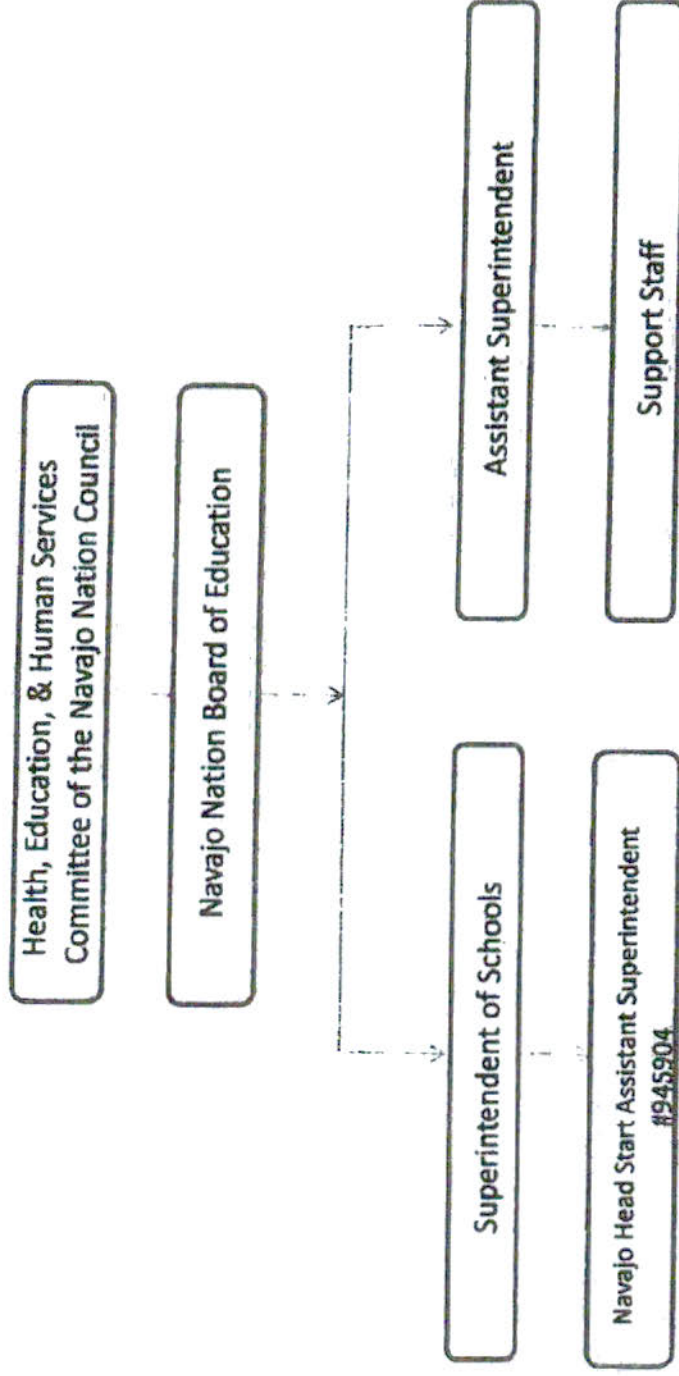 Health, Education, & Human Services
Committee of the Navajo Nation Council
Navajo Nation Board of Education
Superintendent of Schools
Assistant Superintendent
Navajo Head Start Assistant Superintendent
#945904
Support Staff